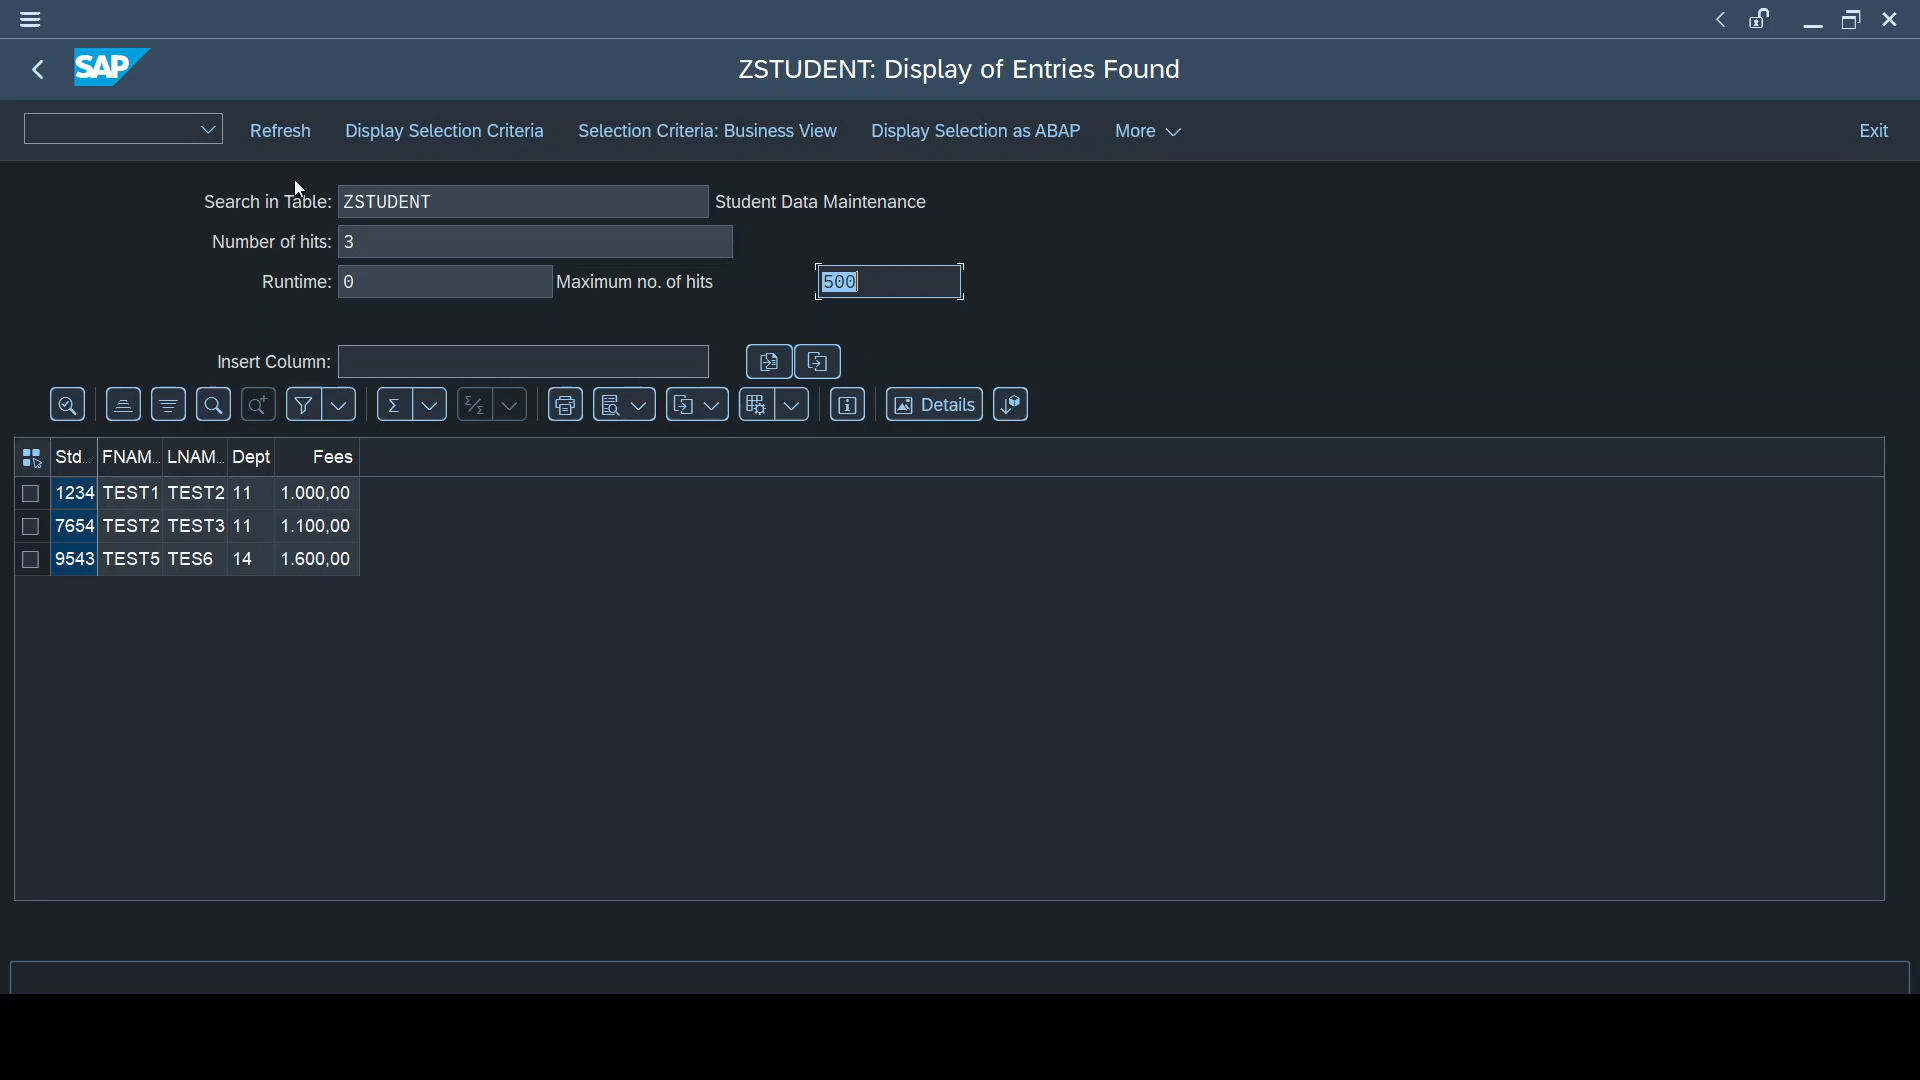 SAP
ZSTUDENT: Display of Entries Found
Refresh Display Selection Criteria Selection Criteria: Business View Display Selection as ABAP More Exit
Search in Table: ZSTUDENT Student Data Maintenance
Number of hits: 3
Runtime: 0 Maximum no. of hits 500
Insert Column:
Details
Std... FNAM... LNAM... Dept Fees
1234 TEST1 TEST2 11 1.000,00
7654 TEST2 TEST3 11 1.100,00
9543 TEST5 TES6 14 1.600,00